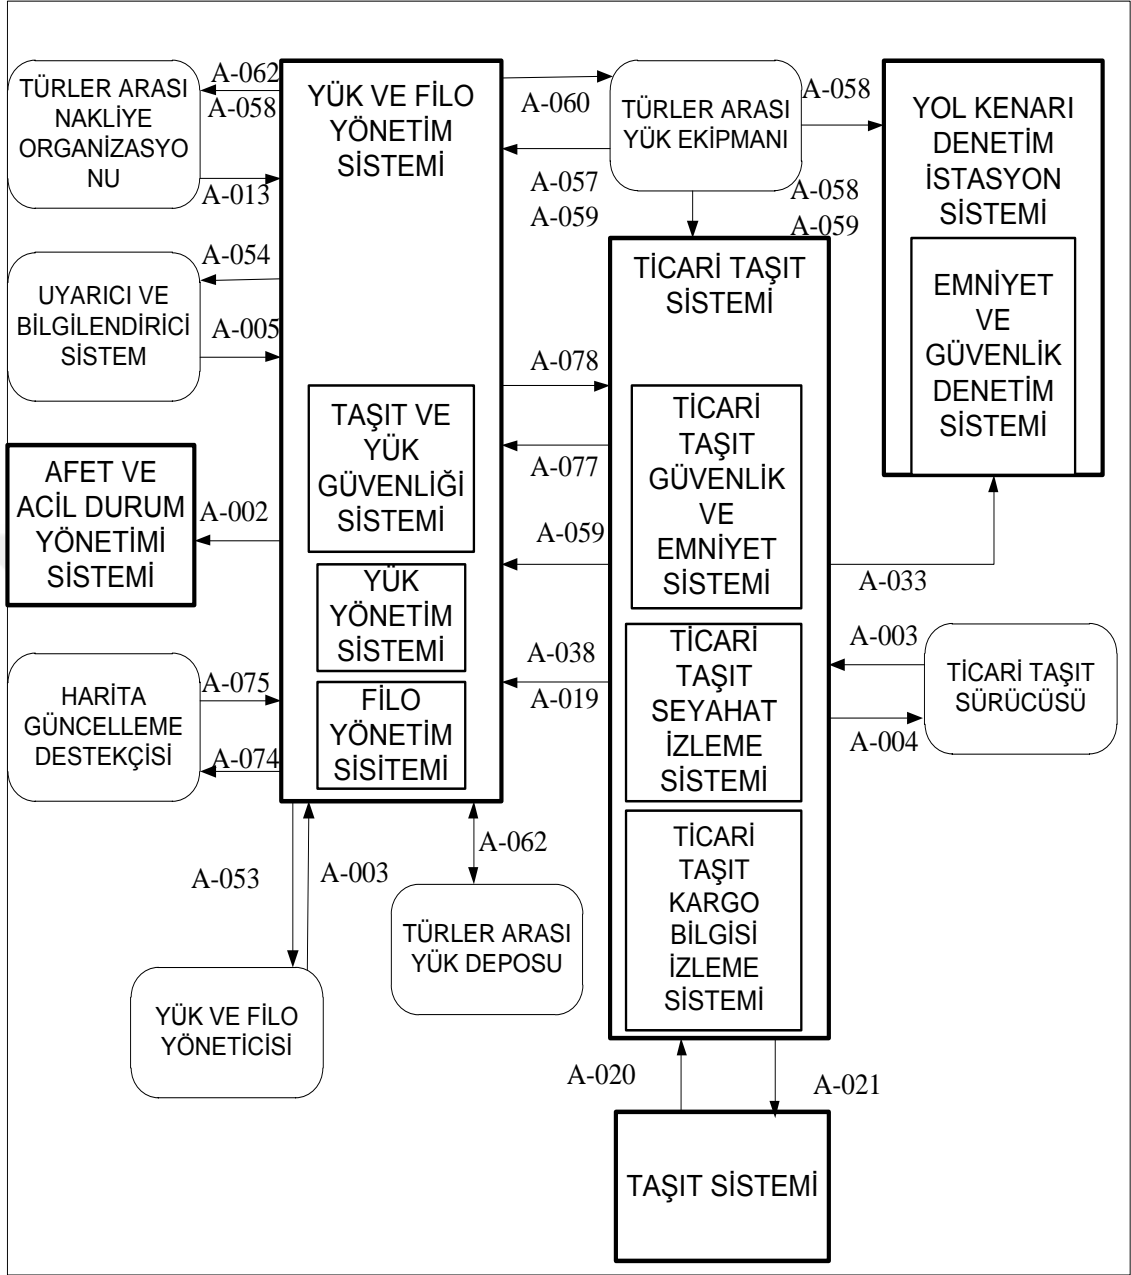 TÜRLER ARASI
NAKLİYE
ORGANİZASYO
NU
A-062
A-058
A-013
YÜK VE FİLO
YÖNETİM
SİSTEMİ
A-060
TÜRLER ARASI
YÜK EKİPMANI
A-058
YOL KENARI
DENETİM
İSTASYON
SİSTEMİ
A-057
A-059
A-058
A-059
UYARICI VE
BİLGİLENDİRİCİ
SİSTEM
A-054
A-005
TİCARİ TAŞIT
SİSTEMİ
EMNİYET
VE
GÜVENLİK
DENETİM
SİSTEMİ
A-078
A-077
A-059
TAŞIT VE
YÜK
GÜVENLİĞİ
SİSTEMİ
TİCARİ
TAŞIT
GÜVENLİK
VE
EMNİYET
SİSTEMİ
AFET VE
ACİL DURUM
YÖNETİMİ
SİSTEMİ
A-002
YÜK
YÖNETİM
SİSTEMİ
A-033
A-003
A-004
TİCARİ TAŞIT
SÜRÜCÜSÜ
A-038
A-019
TİCARİ
TAŞIT
SEYAHAT
İZLEME
SİSTEMİ
HARİTA
GÜNCELLEME
DESTEKÇİSİ
A-075
A-074
FİLO
YÖNETİM
SİSİTEMİ
A-053
A-003
A-062
TÜRLER ARASI
YÜK DEPOSU
TİCARİ
TAŞIT
KARGO
BİLGİSİ
İZLEME
SİSTEMİ
YÜK VE FİLO
YÖNETİCİSİ
A-020
A-021
TAŞIT SİSTEMİ